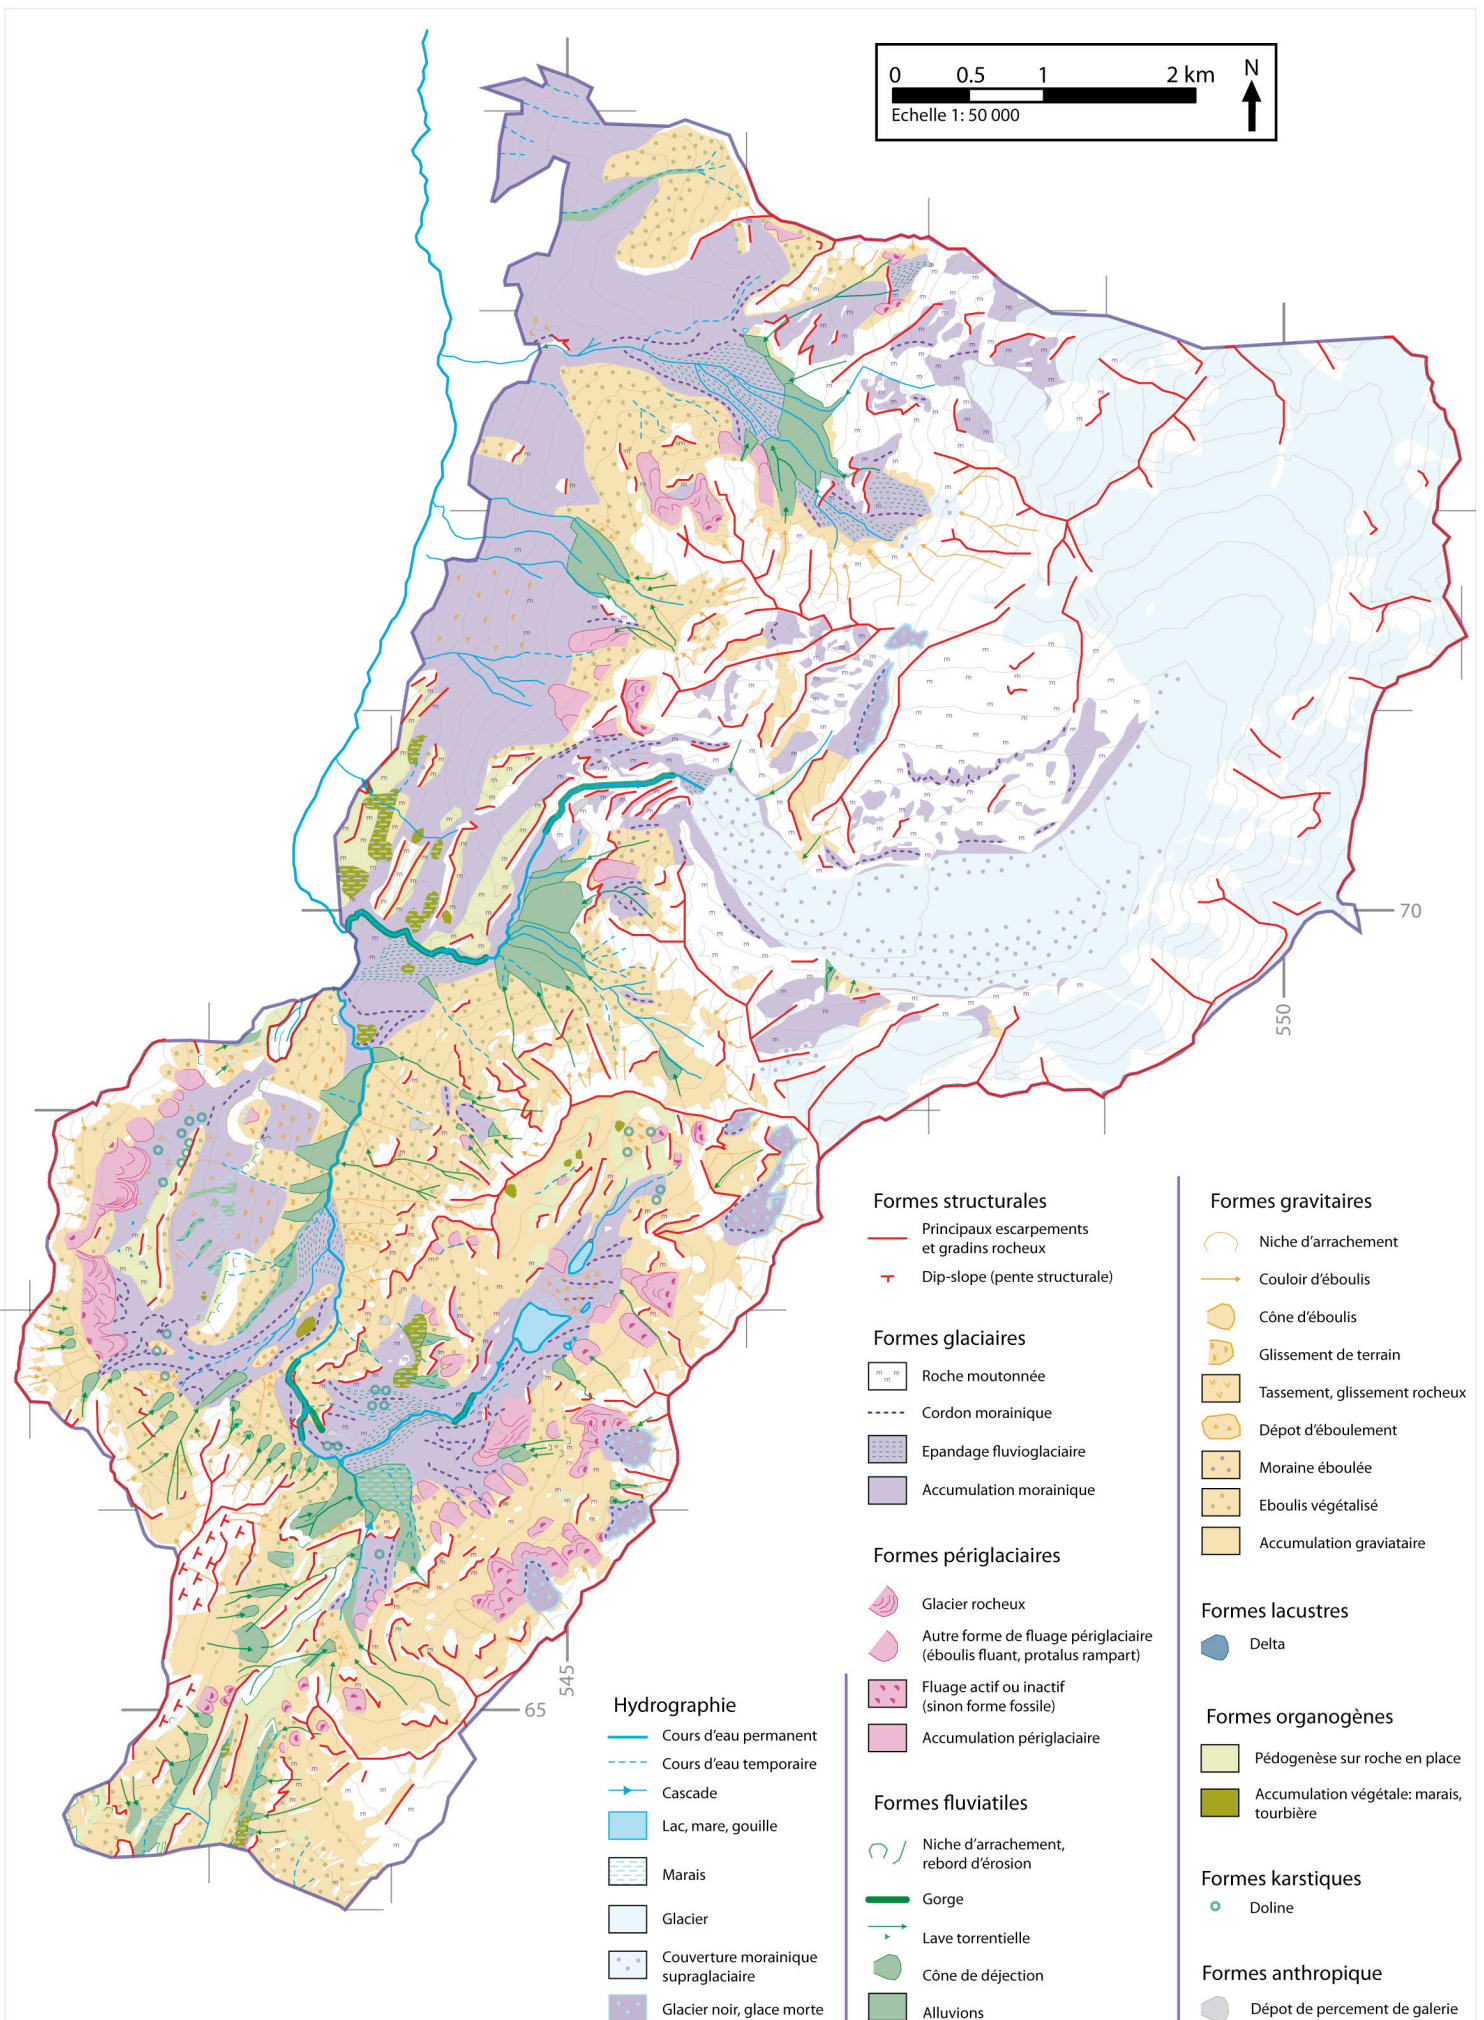 0 0.5 1 2 km N
Echelle 1: 50 000
70
550
545
65
Formes structurales
Principaux escarpements
et gradins rocheux
Dip-slope (pente structurale)
Formes glaciaires
m m m
Roche moutonnée
Cordon morainique
Epandage fluvioglaciaire
Accumulation morainique
Formes périglaciaires
Glacier rocheux
Autre forme de fluage périglaciaire
(éboulis fluant, protalus rampart)
Fluage actif ou inactif
(sinon forme fossile)
Accumulation périglaciaire
Hydrographie
Cours d'eau permanent
Cours d'eau temporaire
Cascade
Lac, mare, gouille
Marais
Glacier
Couverture morainique
supraglaciaire
Glacier noir, glace morte
Formes fluviatiles
Niche d'arrachement,
rebord d'érosion
Gorge
Lave torrentielle
Cône de déjection
Alluvions
Formes gravitaires
Niche d'arrachement
Couloir d'éboulis
Cône d'éboulis
Glissement de terrain
Tassement, glissement rocheux
Dépot d'éboulement
Moraine éboulée
Eboulis végétalisé
Accumulation graviataire
Formes lacustres
Delta
Formes organogènes
Pédogenèse sur roche en place
Accumulation végétale: marais,
tourbière
Formes karstiques
Doline
Formes anthropique
Dépot de percement de galerie